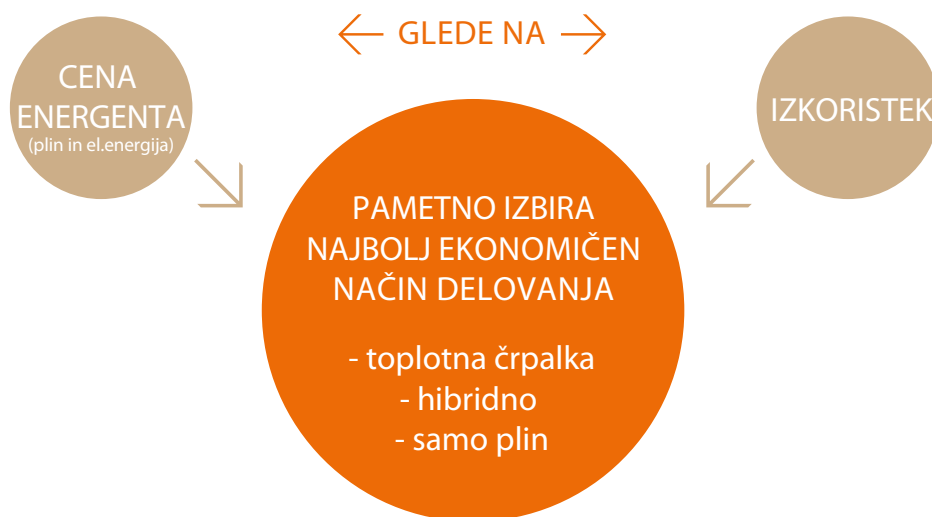 GLEDE NA
CENA
ENERGENTA
(plin in el.energija)
IZKORISTEK
PAMETNO IZBIRA
NAJBOLJ EKONOMIČEN
NAČIN DELOVANJA
- toplotna črpalka
- hibridno
- samo plin